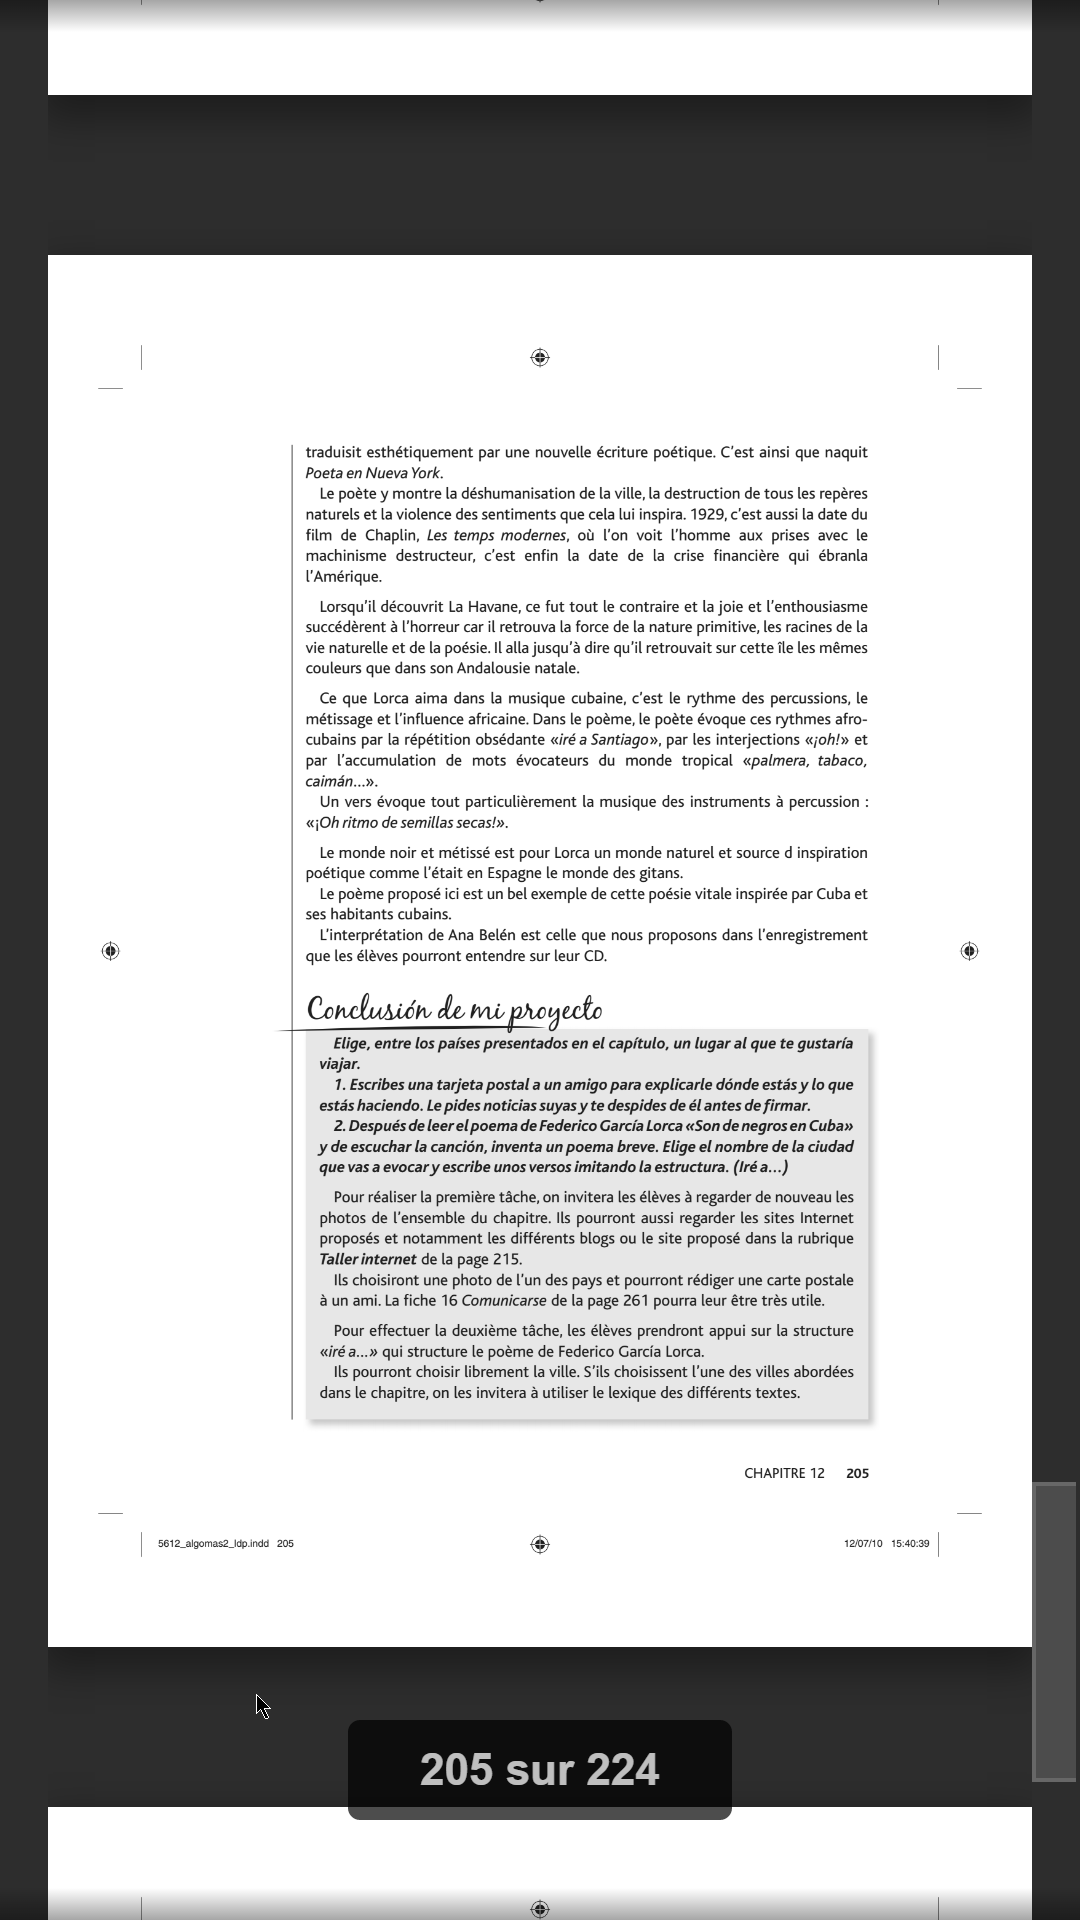 traduisit esthétiquement par une nouvelle écriture poétique. C’est ainsi que naquit
Poeta en Nueva York.
Le poète y montre la déshumanisation de la ville, la destruction de tous les repères
naturels et la violence des sentiments que cela lui inspira. 1929, c’est aussi la date du
film de Chaplin, Les temps modernes, où l’on voit l’homme aux prises avec le
machinisme destructeur, c’est enfin la date de la crise financière qui ébranla
l’Amérique.
Lorsqu’il découvrit La Havane, ce fut tout le contraire et la joie et l’enthousiasme
succédèrent à l’horreur car il retrouva la force de la nature primitive, les racines de la
vie naturelle et de la poésie. Il alla jusqu’à dire qu’il retrouvait sur cette île les mêmes
couleurs que dans son Andalousie natale.
Ce que Lorca aima dans la musique cubaine, c’est le rythme des percussions, le
métissage et l’influence africaine. Dans le poème, le poète évoque ces rythmes afro-
cubains par la répétition obsédante «iré a Santiago», par les interjections «¡oh!» et
par l’accumulation de mots évocateurs du monde tropical «palmera, tabaco,
caimán...».
Un vers évoque tout particulièrement la musique des instruments à percussion :
«¡Oh ritmo de semillas secas!».
Le monde noir et métissé est pour Lorca un monde naturel et source d inspiration
poétique comme l’était en Espagne le monde des gitans.
Le poème proposé ici est un bel exemple de cette poésie vitale inspirée par Cuba et
ses habitants cubains.
L’interprétation de Ana Belén est celle que nous proposons dans l’enregistrement
que les élèves pourront entendre sur leur CD.
Conclusión de mi proyecto
Elige, entre los países presentados en el capítulo, un lugar al que te gustaría
viajar.
1. Escribes una tarjeta postal a un amigo para explicarle dónde estás y lo que
estás haciendo. Le pides noticias suyas y te despides de él antes de firmar.
2. Después de leer el poema de Federico García Lorca «Son de negros en Cuba»
y de escuchar la canción, inventa un poema breve. Elige el nombre de la ciudad
que vas a evocar y escribe unos versos imitando la estructura. (Iré a...)
Pour réaliser la première tâche, on invitera les élèves à regarder de nouveau les
photos de l’ensemble du chapitre. Ils pourront aussi regarder les sites Internet
proposés et notamment les différents blogs ou le site proposé dans la rubrique
Taller internet de la page 215.
Ils choisiront une photo de l’un des pays et pourront rédiger une carte postale
à un ami. La fiche 16 Comunicarse de la page 261 pourra leur être très utile.
Pour effectuer la deuxième tâche, les élèves prendront appui sur la structure
«iré a...» qui structure le poème de Federico García Lorca.
Ils pourront choisir librement la ville. S’ils choisissent l’une des villes abordées
dans le chapitre, on les invitera à utiliser le lexique des différents textes.
CHAPITRE 12 205
5612_algomas2_ldp.indd 205 12/07/10 15:40:39
205 sur 224